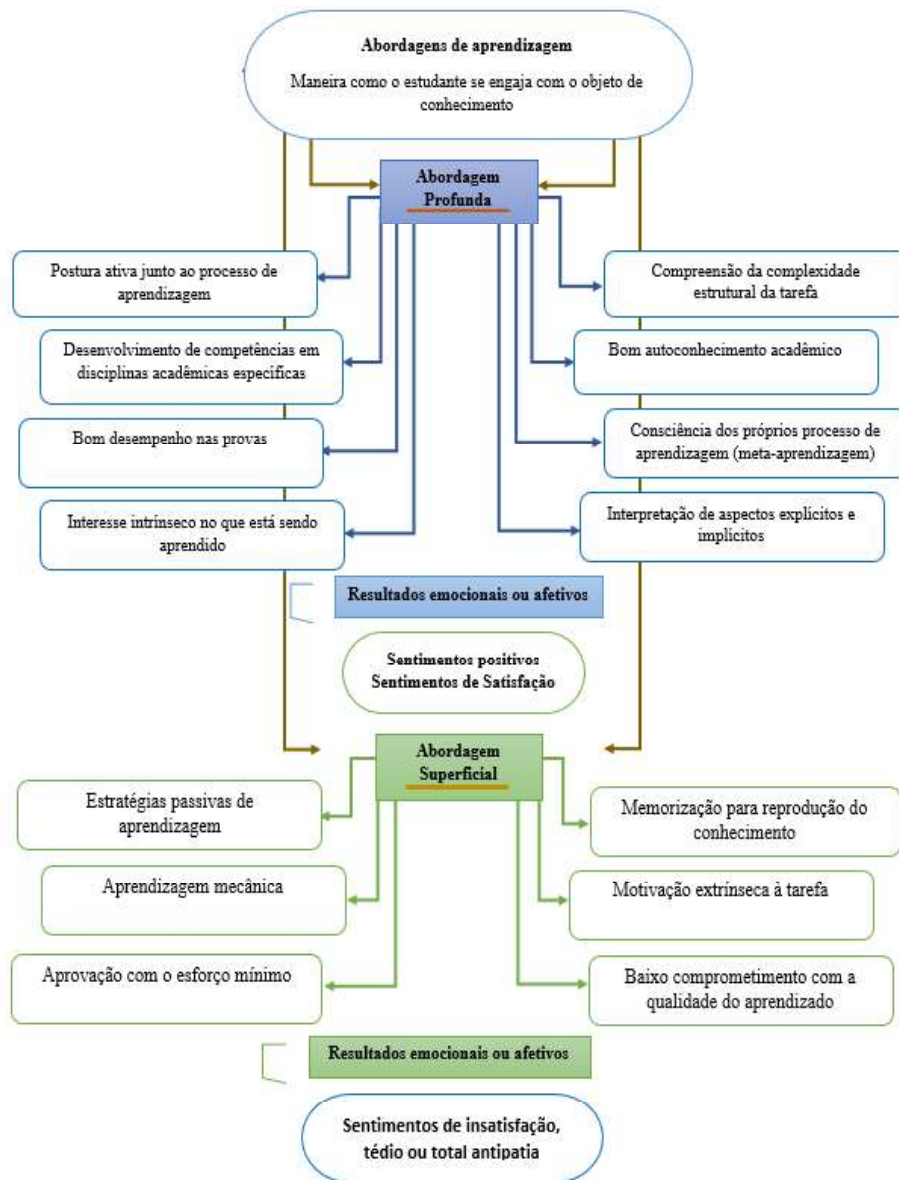 Abordagens de aprendizagem
Maneira como o estudante se engaja com o objeto de
conhecimento
Abordagem
Profunda
Postura ativa junto ao processo de
aprendizagem
Compreensão da complexidade
estrutural da tarefa
Desenvolvimento de competências em
disciplinas acadêmicas específicas
Bom autoconhecimento acadêmico
Bom desempenho nas provas
Consciência dos próprios processo de
aprendizagem (meta-aprendizagem)
Interesse intrínseco no que está sendo
aprendido
Interpretação de aspectos explícitos e
implícitos
Resultados emocionais ou afetivos
Sentimentos positivos
Sentimentos de Satisfação
Abordagem
Superficial
Estratégias passivas de
aprendizagem
Memorização para reprodução do
conhecimento
Aprendizagem mecânica
Motivação extrínseca à tarefa
Aprovação com o esforço mínimo
Baixo comprometimento com a
qualidade do aprendizado
Resultados emocionais ou afetivos
Sentimentos de insatisfação,
tédio ou total antipatia